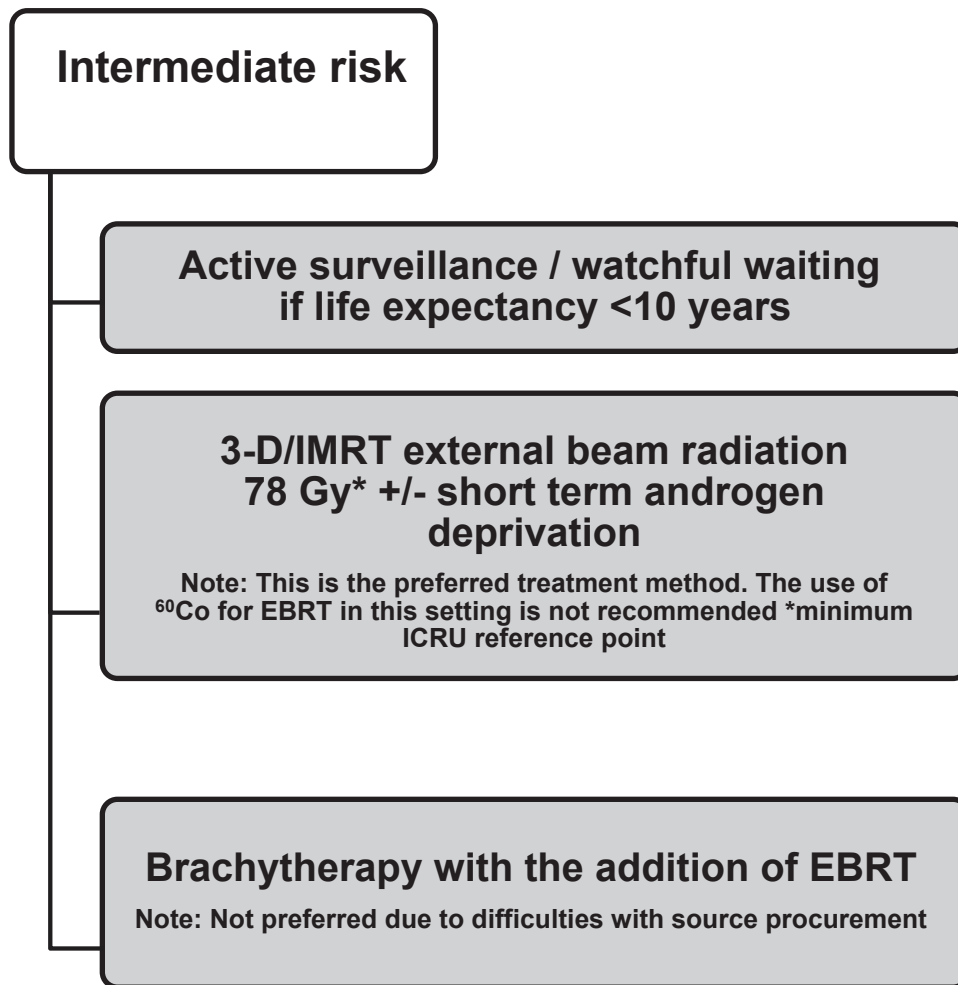 Intermediate risk
Active surveillance / watchful waiting
if life expectancy <10 years
3-D/IMRT external beam radiation
78 Gy* +/- short term androgen
deprivation
Note: This is the preferred treatment method. The use of
⁶⁰Co for EBRT in this setting is not recommended *minimum
ICRU reference point
Brachytherapy with the addition of EBRT
Note: Not preferred due to difficulties with source procurement